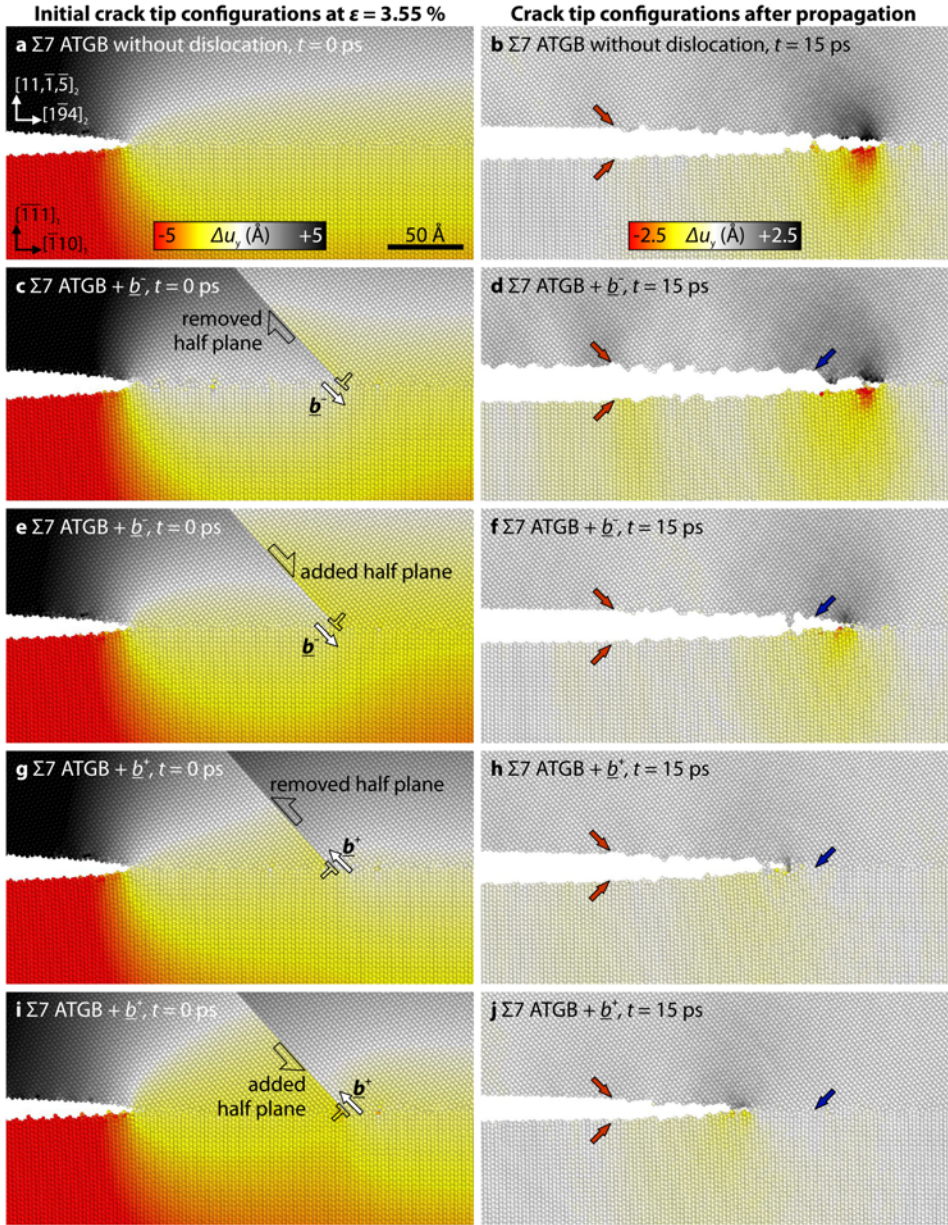 Initial crack tip configurations at ε = 3.55 %
Crack tip configurations after propagation
a Σ7 ATGB without dislocation, t = 0 ps
[11,1̅,5̅]₂
[19̅4]₂
[1̅1̅1]₁
[1̅10]₁
-5 Δuᵧ (Å) +5
50 Å
b Σ7 ATGB without dislocation, t = 15 ps
-2.5 Δuᵧ (Å) +2.5
c Σ7 ATGB + b⁻, t = 0 ps
removed
half plane
b⁻
d Σ7 ATGB + b⁻, t = 15 ps
e Σ7 ATGB + b⁻, t = 0 ps
added half plane
b⁻
f Σ7 ATGB + b⁻, t = 15 ps
g Σ7 ATGB + b⁺, t = 0 ps
removed half plane
b⁺
h Σ7 ATGB + b⁺, t = 15 ps
i Σ7 ATGB + b⁺, t = 0 ps
added
half plane
b⁺
j Σ7 ATGB + b⁺, t = 15 ps